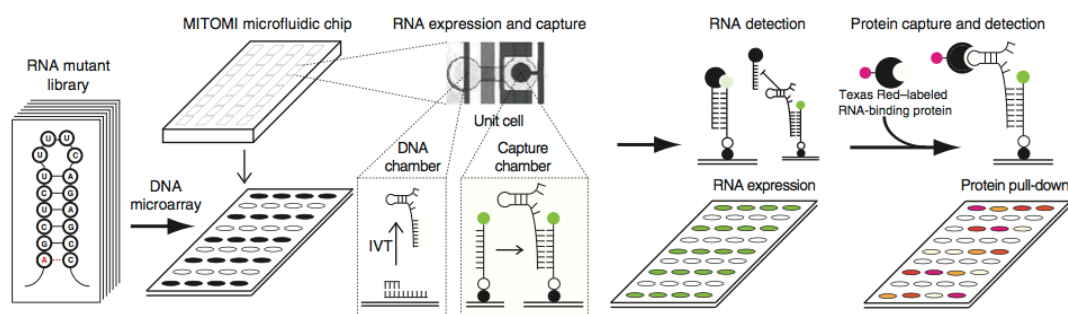 MITOMI microfluidic chip
RNA expression and capture
RNA detection
Protein capture and detection
RNA mutant
library
Unit cell
Texas Red–labeled
RNA-binding protein
DNA
microarray
DNA
chamber
Capture
chamber
IVT
RNA expression
Protein pull-down
U U
U C
U A
C G
U A
C G
G C
A C